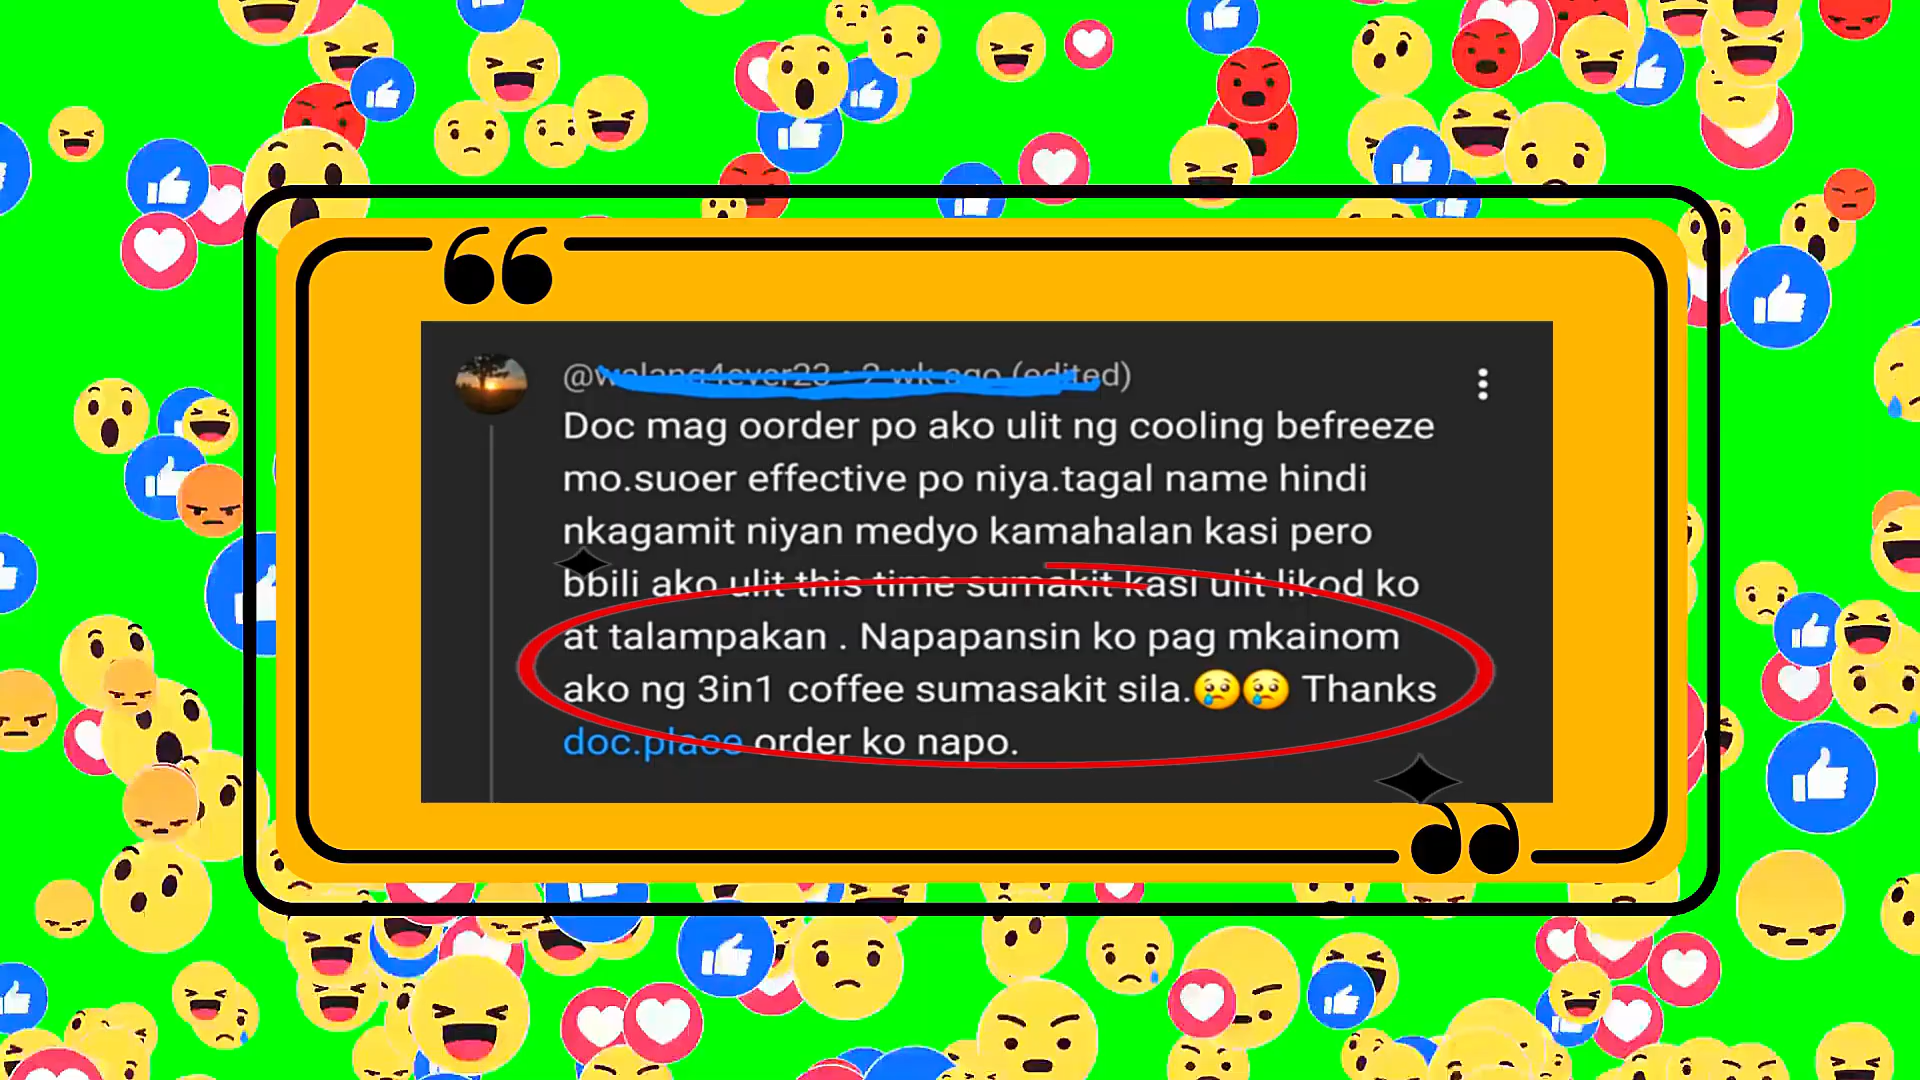 Doc mag oorder po ako ulit ng cooling befreeze
mo.suoer effective po niya.tagal name hindi
nkagamit niyan medyo kamahalan kasi pero
bbili ako ulit this time sumakit kasi ulit likod ko
at talampakan . Napapansin ko pag mkainom
ako ng 3in1 coffee sumasakit sila.😢😢 Thanks
doc.place order ko napo.